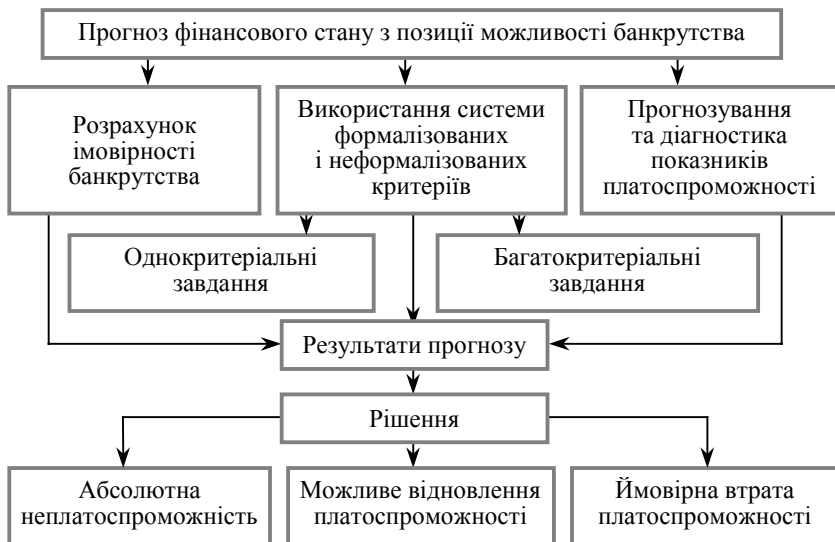 Прогноз фінансового стану з позиції можливості банкрутства
Розрахунок
імовірності
банкрутства
Використання системи
формалізованих
і неформалізованих
критеріїв
Прогнозування
та діагностика
показників
платоспроможності
Однокритеріальні
завдання
Багатокритеріальні
завдання
Результати прогнозу
Рішення
Абсолютна
неплатоспроможність
Можливе відновлення
платоспроможності
Ймовірна втрата
платоспроможності